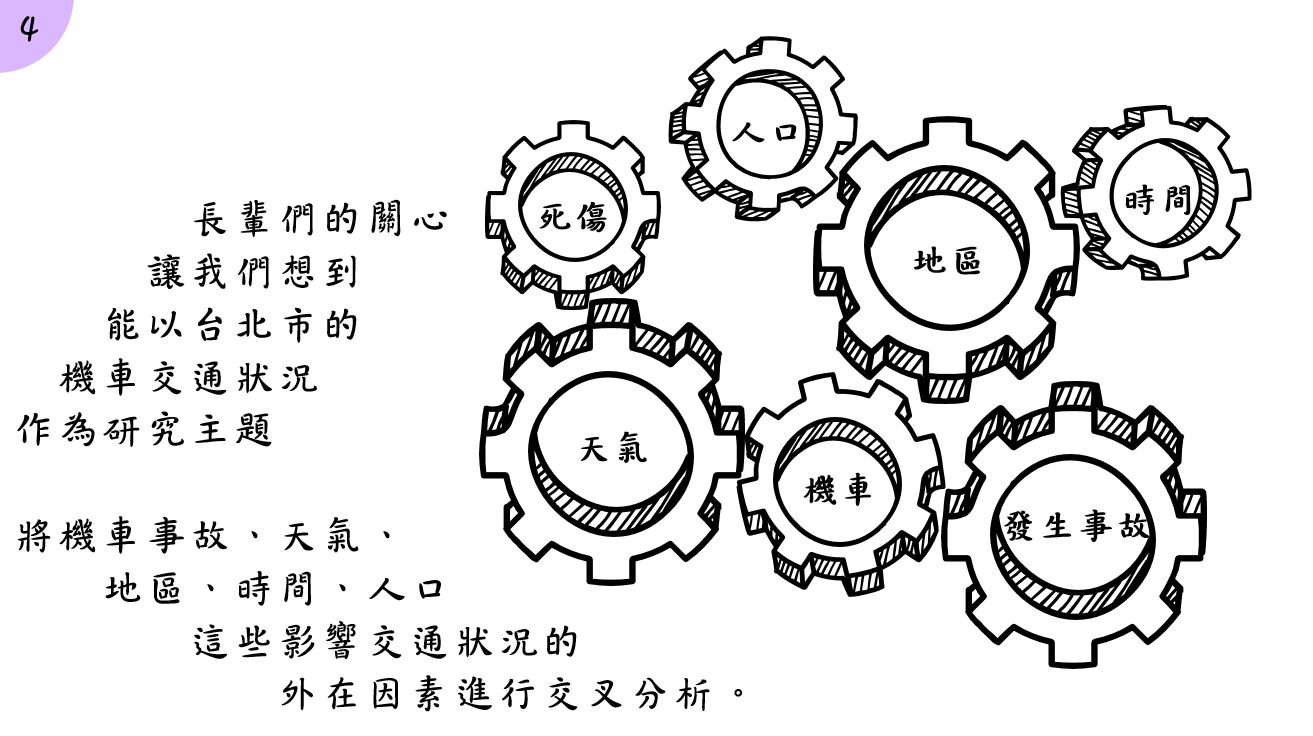 4
長輩們的關心
讓我們想到
能以台北市的
機車交通狀況
作為研究主題
將機車事故、天氣、
地區、時間、人口
這些影響交通狀況的
外在因素進行交叉分析。
人口
死傷
時間
地區
天氣
機車
發生事故